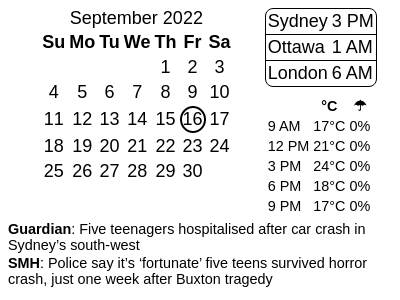 September 2022
Su Mo Tu We Th Fr Sa
1 2 3
4 5 6 7 8 9 10
11 12 13 14 15 16 17
18 19 20 21 22 23 24
25 26 27 28 29 30
Sydney 3 PM
Ottawa 1 AM
London 6 AM
°C ☂
9 AM 17°C 0%
12 PM 21°C 0%
3 PM 24°C 0%
6 PM 18°C 0%
9 PM 17°C 0%
Guardian: Five teenagers hospitalised after car crash in
Sydney’s south-west
SMH: Police say it’s ‘fortunate’ five teens survived horror
crash, just one week after Buxton tragedy